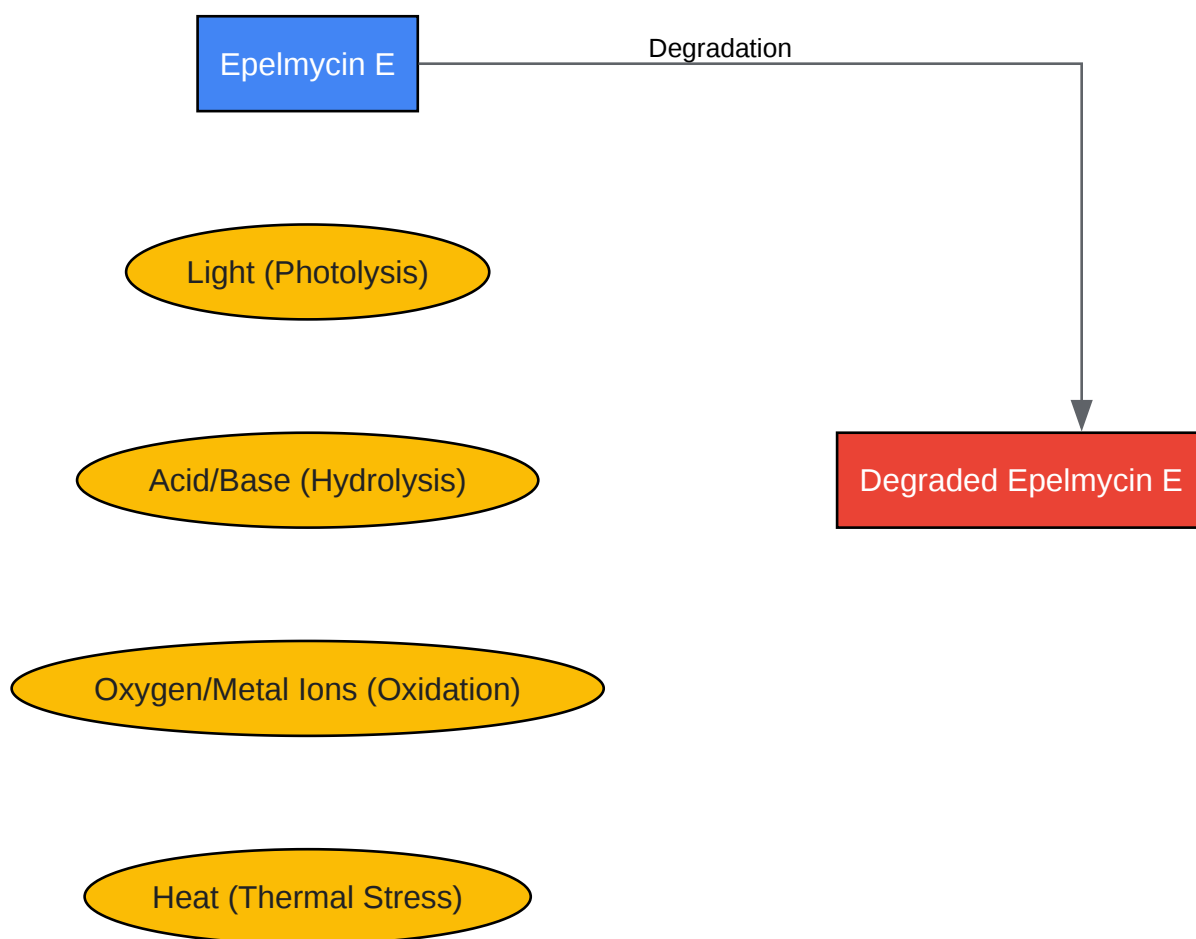 Epelmycin E
Degradation
Light (Photolysis)
Acid/Base (Hydrolysis)
Degraded Epelmycin E
Oxygen/Metal Ions (Oxidation)
Heat (Thermal Stress)